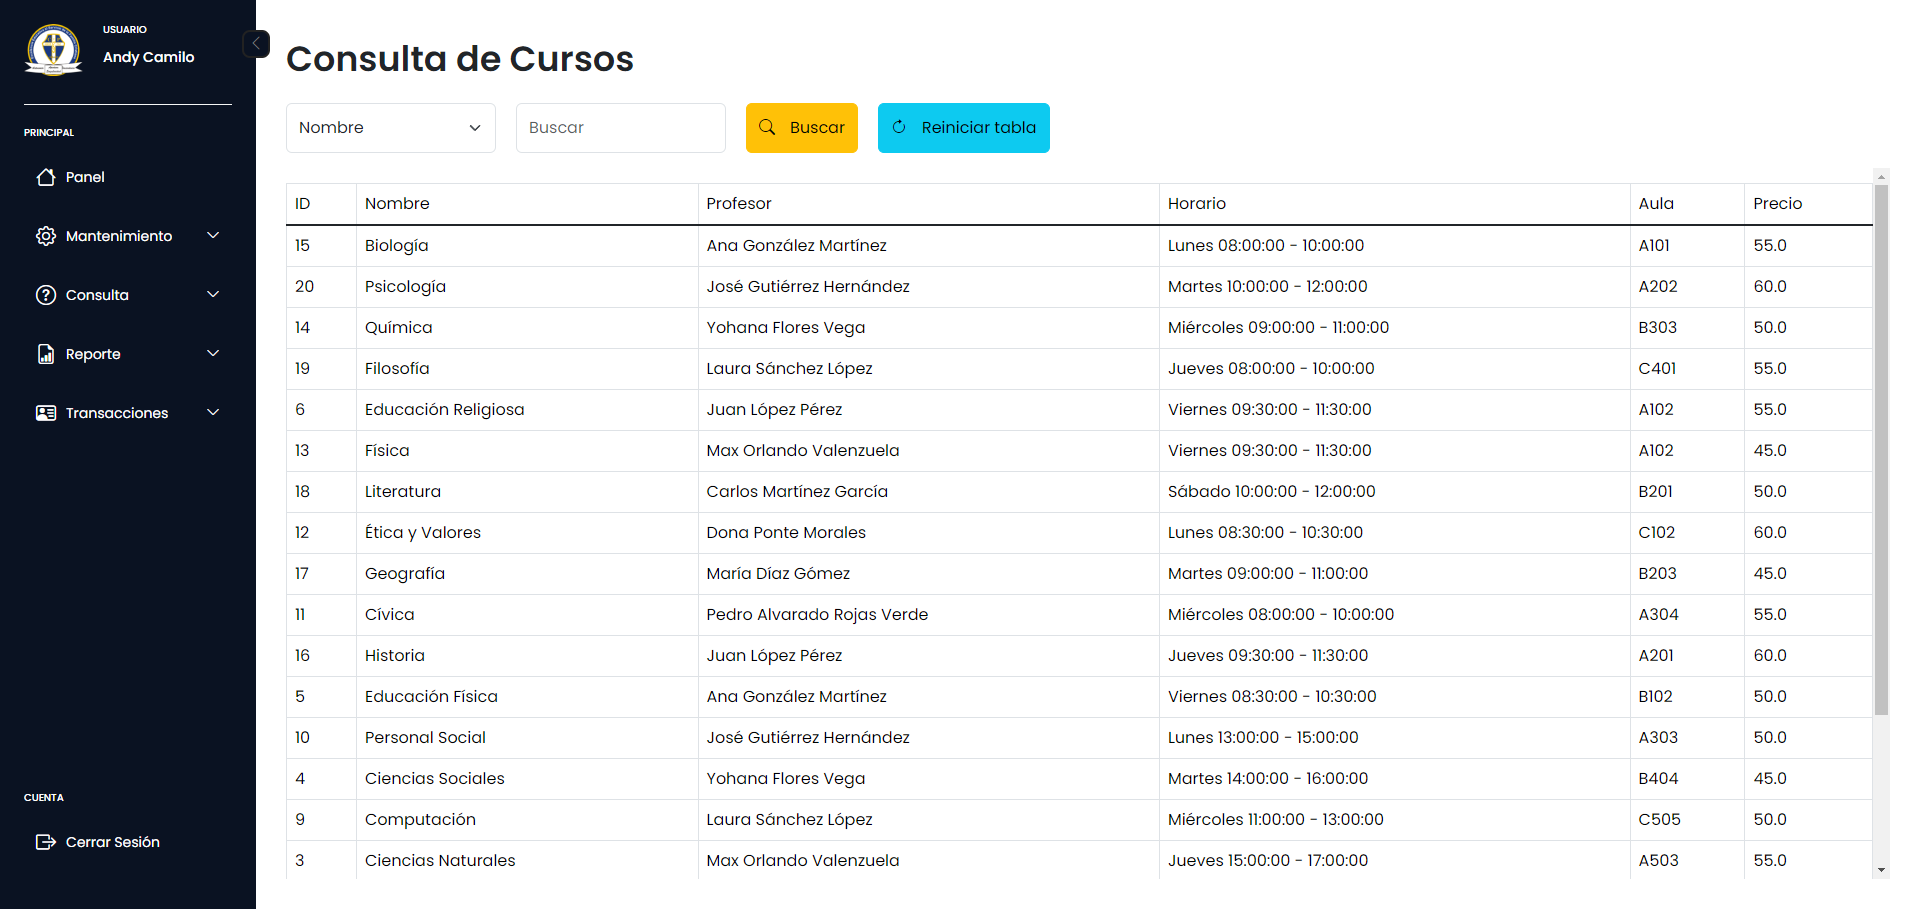 USUARIO
Andy Camilo
PRINCIPAL
Panel
Mantenimiento
Consulta
Reporte
Transacciones
CUENTA
Cerrar Sesión
Consulta de Cursos
Nombre Buscar Buscar Reiniciar tabla
ID Nombre Profesor Horario Aula Precio
15 Biología Ana González Martínez Lunes 08:00:00 - 10:00:00 A101 55.0
20 Psicología José Gutiérrez Hernández Martes 10:00:00 - 12:00:00 A202 60.0
14 Química Yohana Flores Vega Miércoles 09:00:00 - 11:00:00 B303 50.0
19 Filosofía Laura Sánchez López Jueves 08:00:00 - 10:00:00 C401 55.0
6 Educación Religiosa Juan López Pérez Viernes 09:30:00 - 11:30:00 A102 55.0
13 Física Max Orlando Valenzuela Viernes 09:30:00 - 11:30:00 A102 45.0
18 Literatura Carlos Martínez García Sábado 10:00:00 - 12:00:00 B201 50.0
12 Ética y Valores Dona Ponte Morales Lunes 08:30:00 - 10:30:00 C102 60.0
17 Geografía María Díaz Gómez Martes 09:00:00 - 11:00:00 B203 45.0
11 Cívica Pedro Alvarado Rojas Verde Miércoles 08:00:00 - 10:00:00 A304 55.0
16 Historia Juan López Pérez Jueves 09:30:00 - 11:30:00 A201 60.0
5 Educación Física Ana González Martínez Viernes 08:30:00 - 10:30:00 B102 50.0
10 Personal Social José Gutiérrez Hernández Lunes 13:00:00 - 15:00:00 A303 50.0
4 Ciencias Sociales Yohana Flores Vega Martes 14:00:00 - 16:00:00 B404 45.0
9 Computación Laura Sánchez López Miércoles 11:00:00 - 13:00:00 C505 50.0
3 Ciencias Naturales Max Orlando Valenzuela Jueves 15:00:00 - 17:00:00 A503 55.0